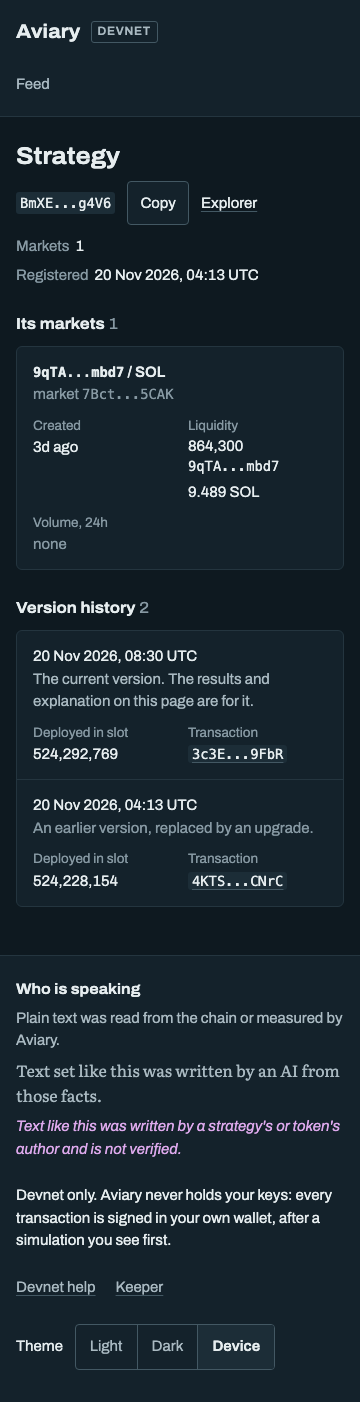 Aviary DEVNET
Feed
Strategy
BmXE...g4V6 Copy Explorer
Markets 1
Registered 20 Nov 2026, 04:13 UTC
Its markets 1
9qTA...mbd7 / SOL
market 7Bct...5CAK
Created Liquidity
3d ago 864,300
9qTA...mbd7
9.489 SOL
Volume, 24h
none
Version history 2
20 Nov 2026, 08:30 UTC
The current version. The results and
explanation on this page are for it.
Deployed in slot Transaction
524,292,769 3c3E...9FbR
20 Nov 2026, 04:13 UTC
An earlier version, replaced by an upgrade.
Deployed in slot Transaction
524,228,154 4KTS...CNrC
Who is speaking
Plain text was read from the chain or measured by
Aviary.
Text set like this was written by an AI from
those facts.
Text like this was written by a strategy's or token's
author and is not verified.
Devnet only. Aviary never holds your keys: every
transaction is signed in your own wallet, after a
simulation you see first.
Devnet help Keeper
Theme Light Dark Device